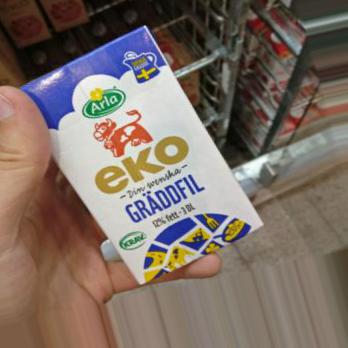 Arla
eko
Din svenska
GRÄDDFIL
12% fett • 3 DL
KRAV